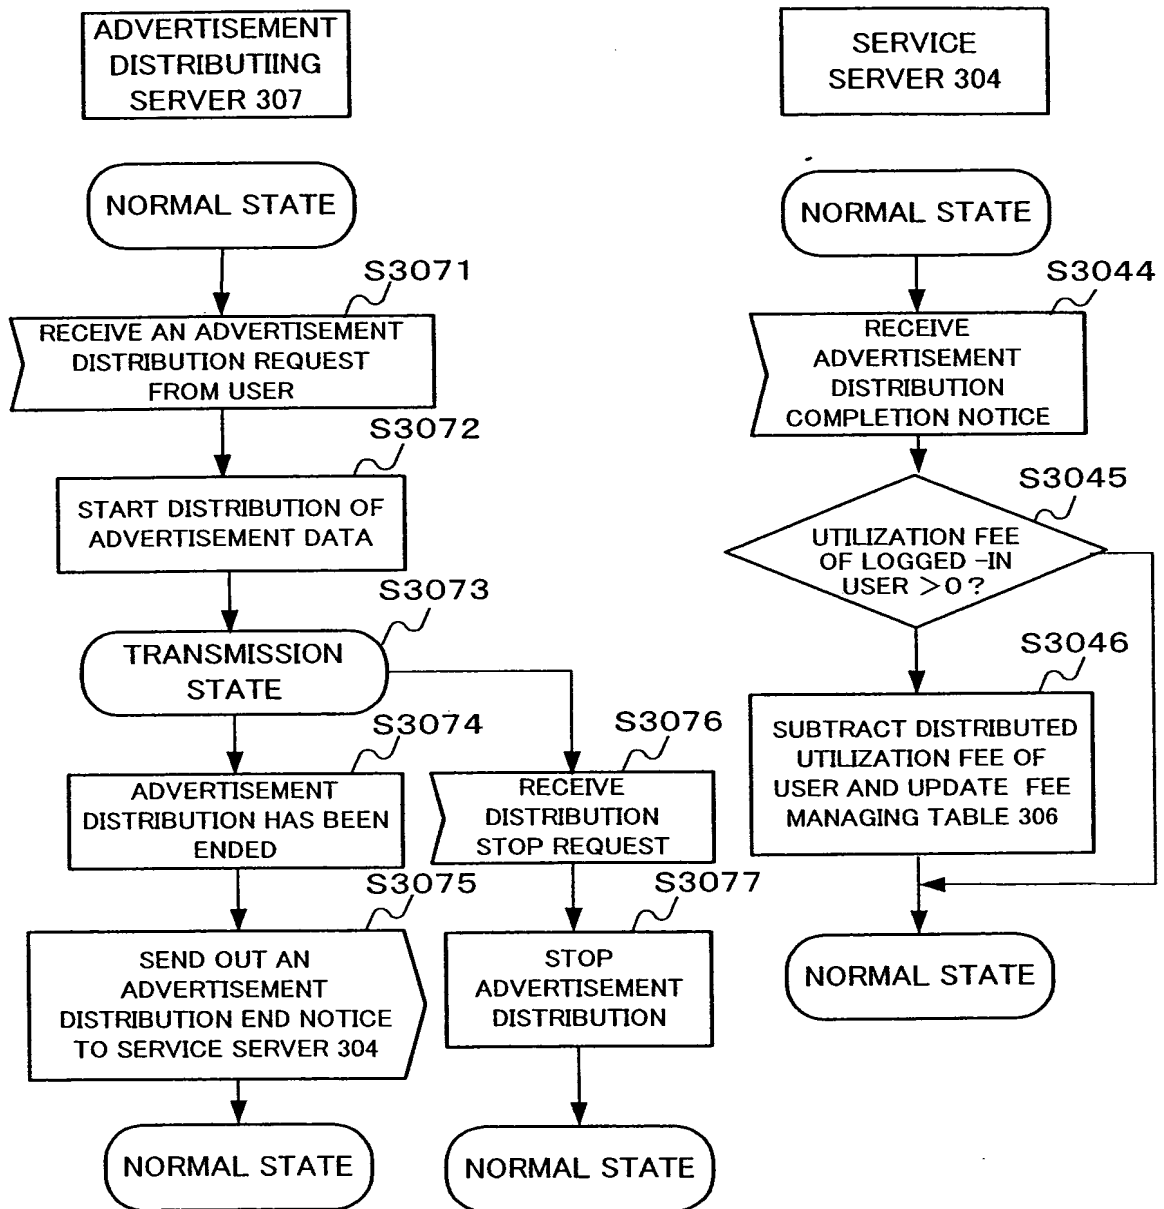 ADVERTISEMENT
DISTRIBUTIING
SERVER 307
NORMAL STATE
S3071
RECEIVE AN ADVERTISEMENT
DISTRIBUTION REQUEST
FROM USER
S3072
START DISTRIBUTION OF
ADVERTISEMENT DATA
S3073
TRANSMISSION
STATE
S3074
ADVERTISEMENT
DISTRIBUTION HAS BEEN
ENDED
S3075
SEND OUT AN
ADVERTISEMENT
DISTRIBUTION END NOTICE
TO SERVICE SERVER 304
NORMAL STATE
S3076
RECEIVE
DISTRIBUTION
STOP REQUEST
S3077
STOP
ADVERTISEMENT
DISTRIBUTION
NORMAL STATE
SERVICE
SERVER 304
NORMAL STATE
S3044
RECEIVE
ADVERTISEMENT
DISTRIBUTION
COMPLETION NOTICE
S3045
UTILIZATION FEE
OF LOGGED -IN
USER >0 ?
S3046
SUBTRACT DISTRIBUTED
UTILIZATION FEE OF
USER AND UPDATE FEE
MANAGING TABLE 306
NORMAL STATE